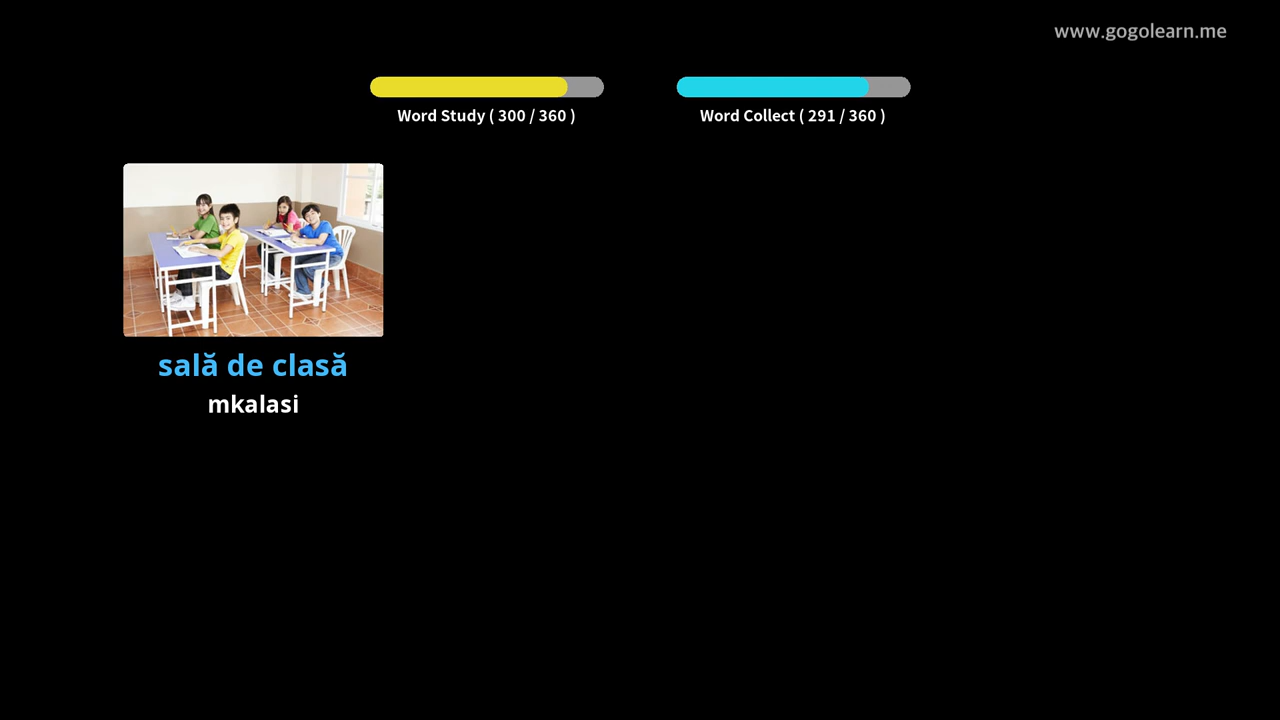 www.gogolearn.me
Word Study ( 300 / 360 )
Word Collect ( 291 / 360 )
sală de clasă
mkalasi